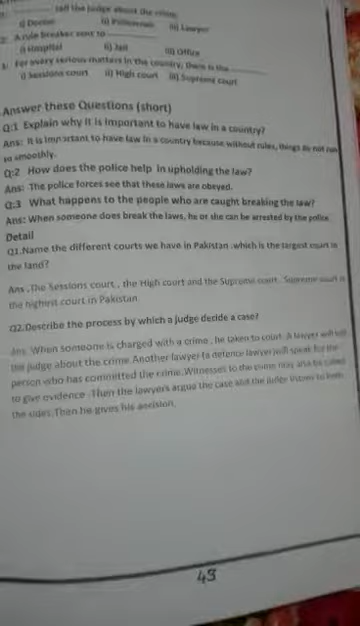 tell the judge about the crime
i) Doctor ii) Policeman iii) Lawyer
2: A rule breaker sent to
i) Hospital ii) Jail iii) Office
3: For every serious matters in the country, there is the
i) Sessions court ii) High court iii) Supreme court
Answer these Questions (short)
Q:1 Explain why it is important to have law in a country?
Ans: It is important to have law in a country because without rules, things do not run
so smoothly.
Q:2 How does the police help in upholding the law?
Ans: The police forces see that these laws are obeyed.
Q:3 What happens to the people who are caught breaking the law?
Ans: When someone does break the laws, he or she can be arrested by the police
Detail
Q1.Name the different courts we have in Pakistan .which is the largest court in
the land?
Ans .The Sessions court , the High court and the Supreme court. Supreme court is
the highest court in Pakistan
Q2.Describe the process by which a judge decide a case?
Ans. When someone is charged with a crime , he taken to court. A lawyer will tell
the judge about the crime.Another lawyer (a defence lawyer)will speak for the
person who has committed the crime.Witnesses to the crime may also be called
to give evidence .Then the lawyers argue the case and the judge listens to both
the sides.Then he gives his
49